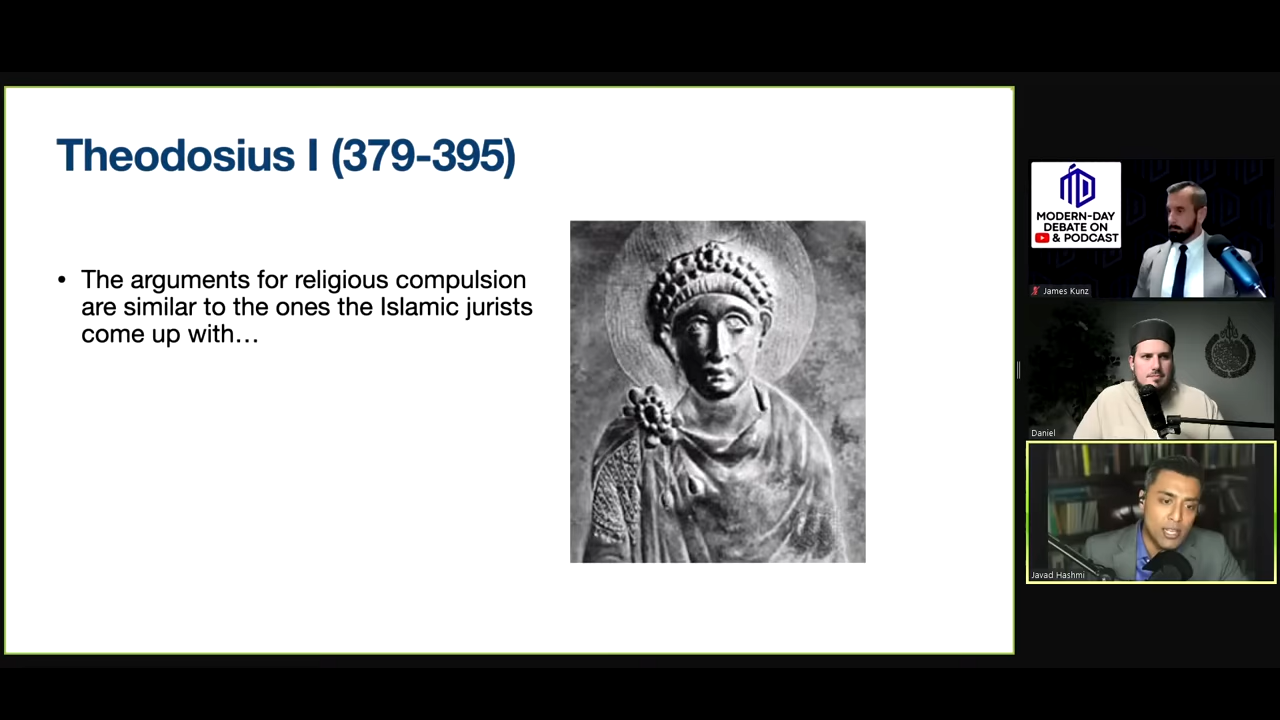 Theodosius I (379-395)
• The arguments for religious compulsion
are similar to the ones the Islamic jurists
come up with…
MODERN-DAY
DEBATE ON
& PODCAST
James Kunz
Daniel
Javad Hashmi